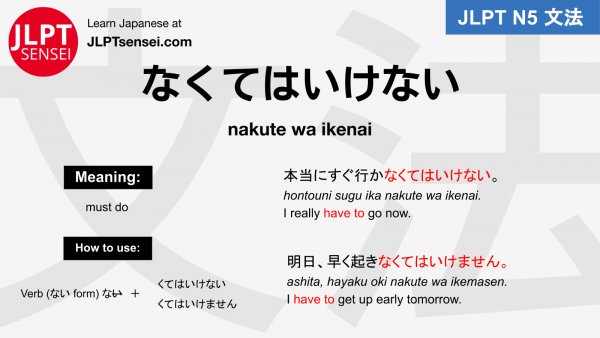 JLPT
SENSEI
Learn Japanese at
JLPTsensei.com
JLPT N5 文法
なくてはいけない
nakute wa ikenai
Meaning:
must do
How to use:
Verb (ない form) ない +
くてはいけない
くてはいけません
本当にすぐ行かなくてはいけない。
hontouni sugu ika nakute wa ikenai.
I really have to go now.
明日、早く起きなくてはいけません。
ashita, hayaku oki nakute wa ikemasen.
I have to get up early tomorrow.
文法